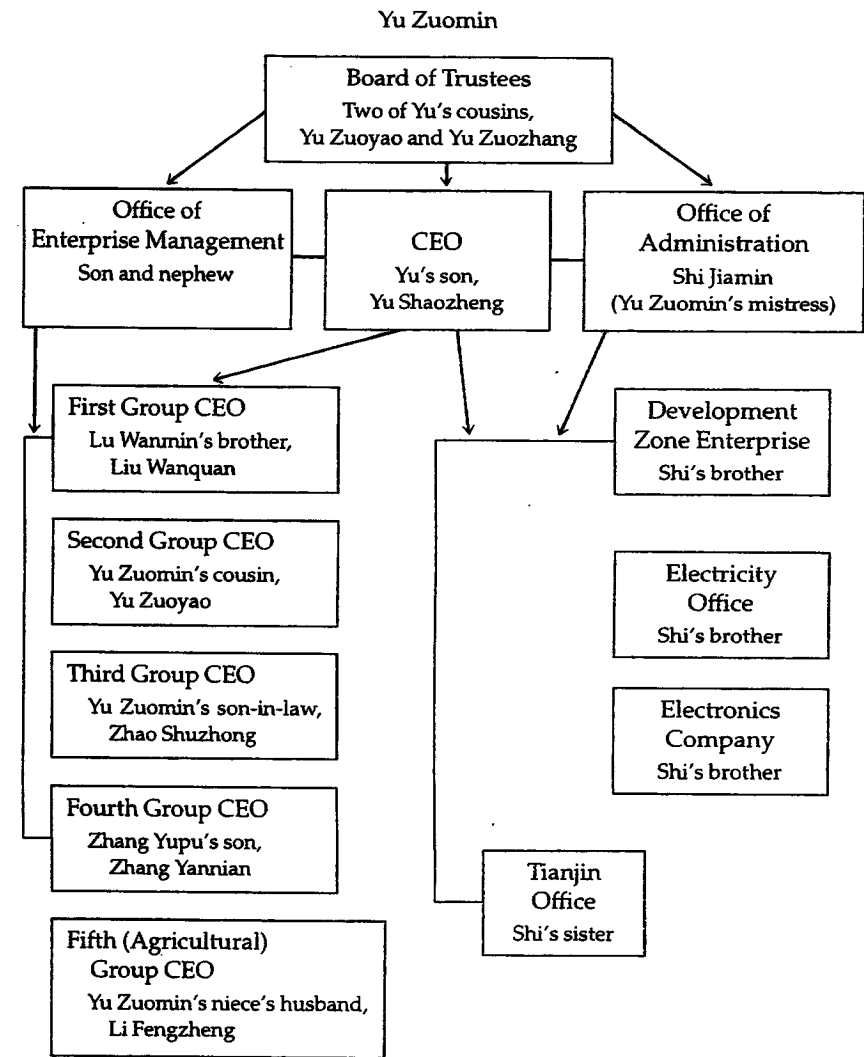 Yu Zuomin
Board of Trustees
Two of Yu's cousins,
Yu Zuoyao and Yu Zuozhang
Office of
Enterprise Management
Son and nephew
CEO
Yu's son,
Yu Shaozheng
Office of
Administration
Shi Jiamin
(Yu Zuomin's mistress)
First Group CEO
Lu Wanmin's brother,
Liu Wanquan
Second Group CEO
Yu Zuomin's cousin,
Yu Zuoyao
Third Group CEO
Yu Zuomin's son-in-law,
Zhao Shuzhong
Fourth Group CEO
Zhang Yupu's son,
Zhang Yannian
Fifth (Agricultural)
Group CEO
Yu Zuomin's niece's husband,
Li Fengzheng
Development
Zone Enterprise
Shi's brother
Electricity
Office
Shi's brother
Electronics
Company
Shi's brother
Tianjin
Office
Shi's sister